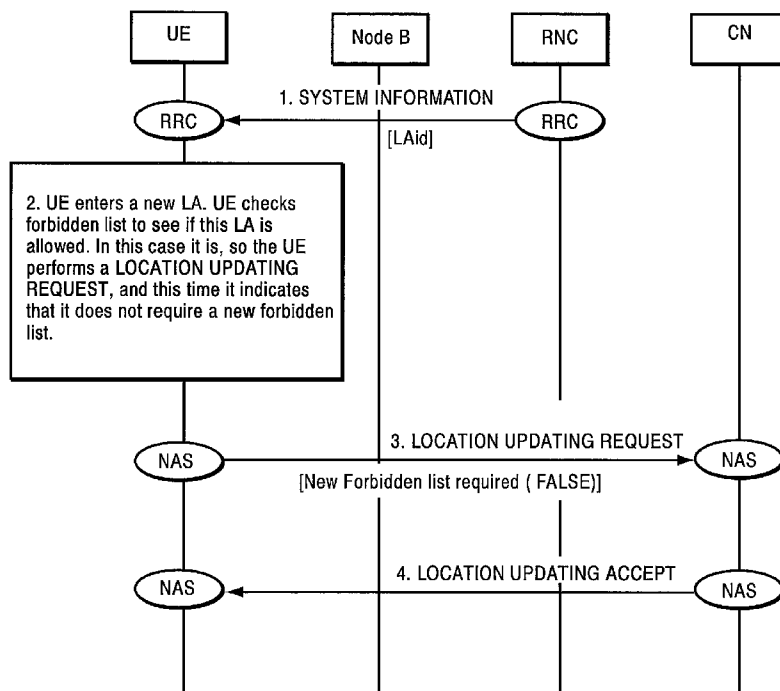 UE
Node B
RNC
CN
1. SYSTEM INFORMATION
RRC
RRC
[LAid]
2. UE enters a new LA. UE checks
forbidden list to see if this LA is
allowed. In this case it is, so the UE
performs a LOCATION UPDATING
REQUEST, and this time it indicates
that it does not require a new forbidden
list.
3. LOCATION UPDATING REQUEST
NAS
NAS
[New Forbidden list required ( FALSE)]
4. LOCATION UPDATING ACCEPT
NAS
NAS